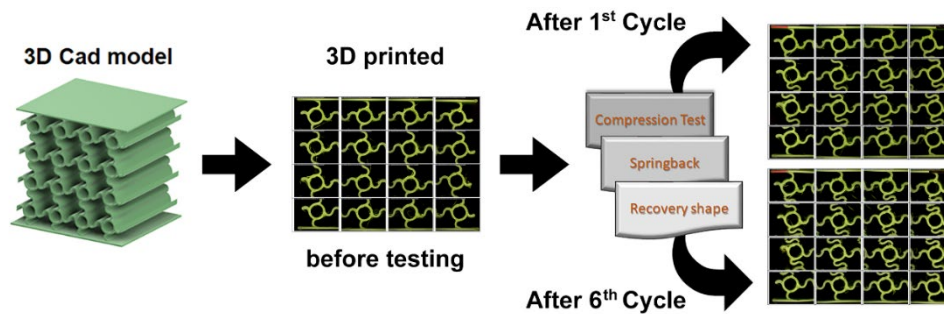 3D Cad model
3D printed
before testing
After 1st Cycle
Compression Test
Springback
Recovery shape
After 6th Cycle